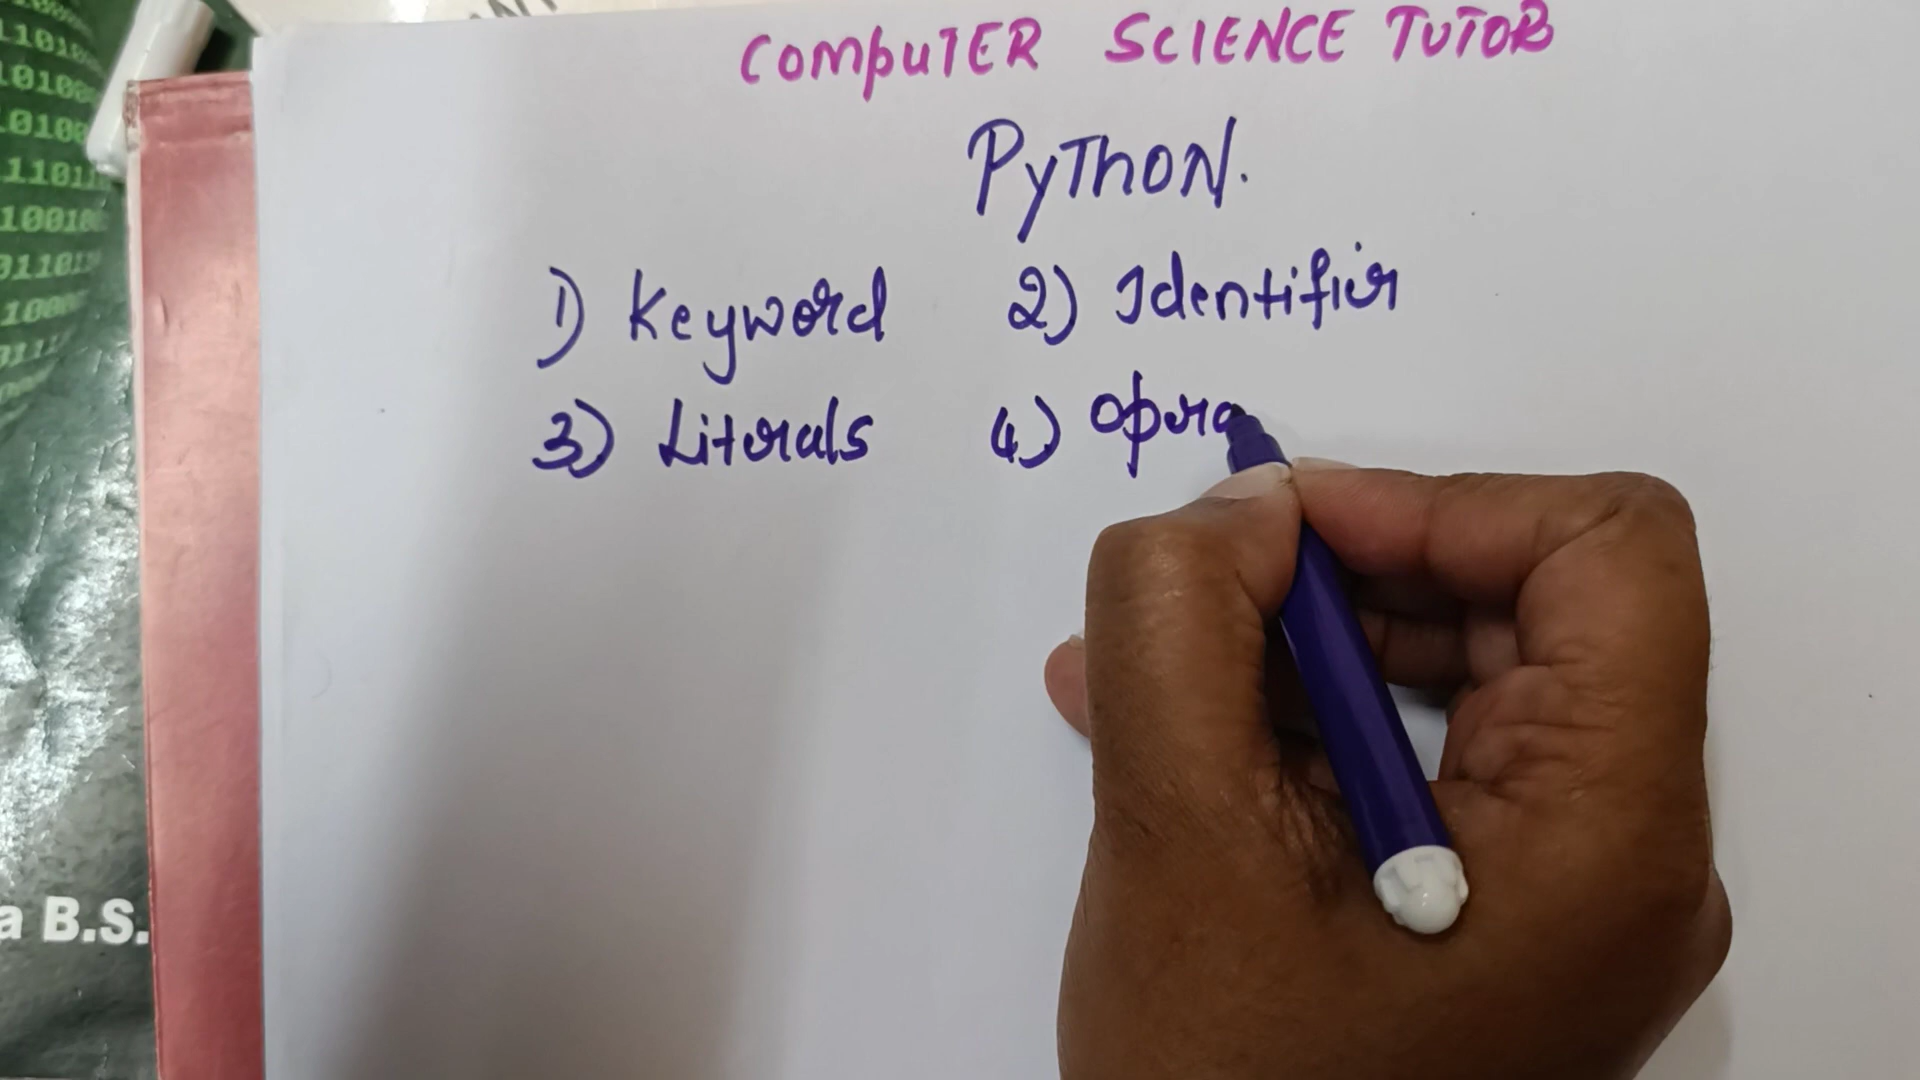 COMPUTER SCIENCE TUTOR
PYTHON.
1) Keyword 2) Identifier
3) Literals 4) Opera
a B.S.